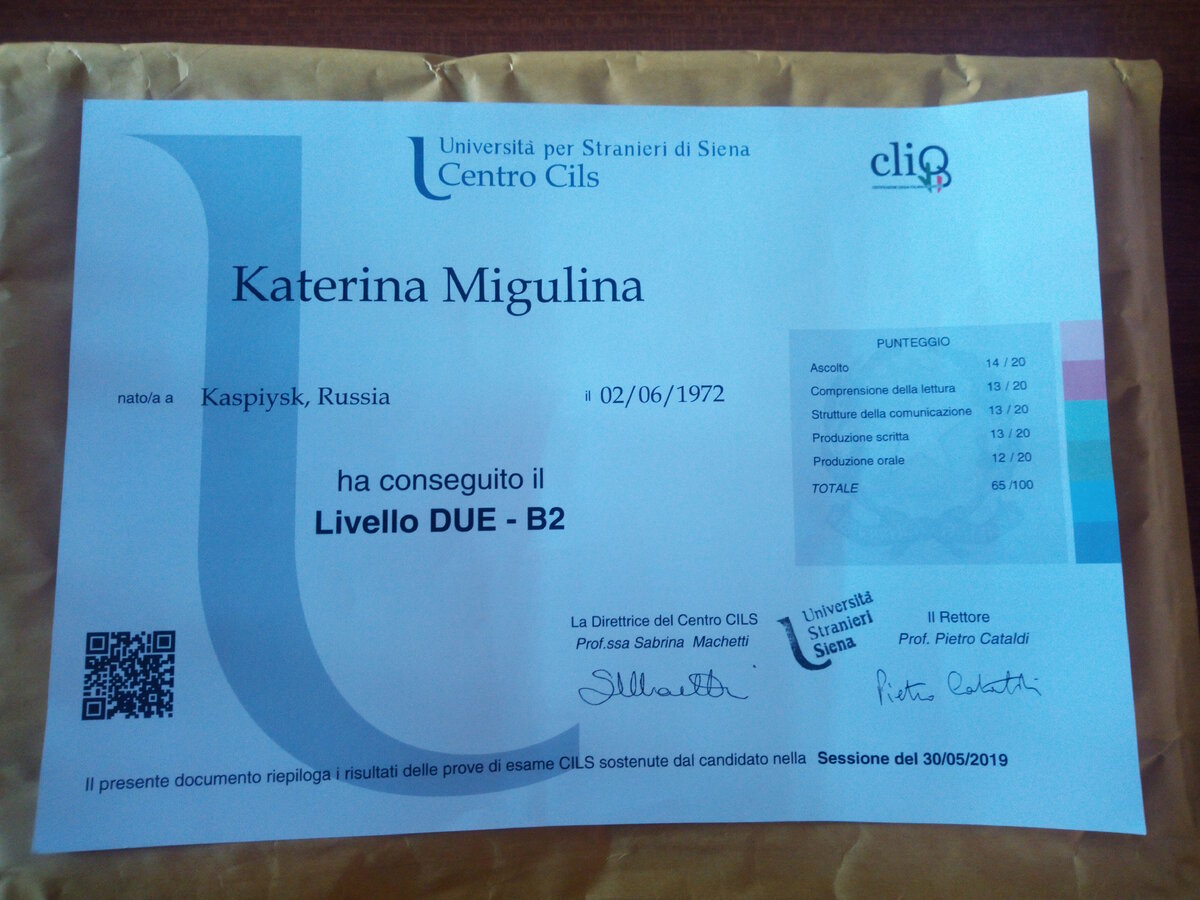 Università per Stranieri di Siena
Centro Cils
cliQ
Katerina Migulina
nato/a a Kaspiysk, Russia il 02/06/1972
ha conseguito il
Livello DUE - B2
PUNTEGGIO
Ascolto 14 / 20
Comprensione della lettura 13 / 20
Strutture della comunicazione 13 / 20
Produzione scritta 13 / 20
Produzione orale 12 / 20
TOTALE 65 /100
La Direttrice del Centro CILS
Prof.ssa Sabrina Machetti
Università
Stranieri
Siena
Il Rettore
Prof. Pietro Cataldi
Pietro Cataldi
Il presente documento riepiloga i risultati delle prove di esame CILS sostenute dal candidato nella Sessione del 30/05/2019